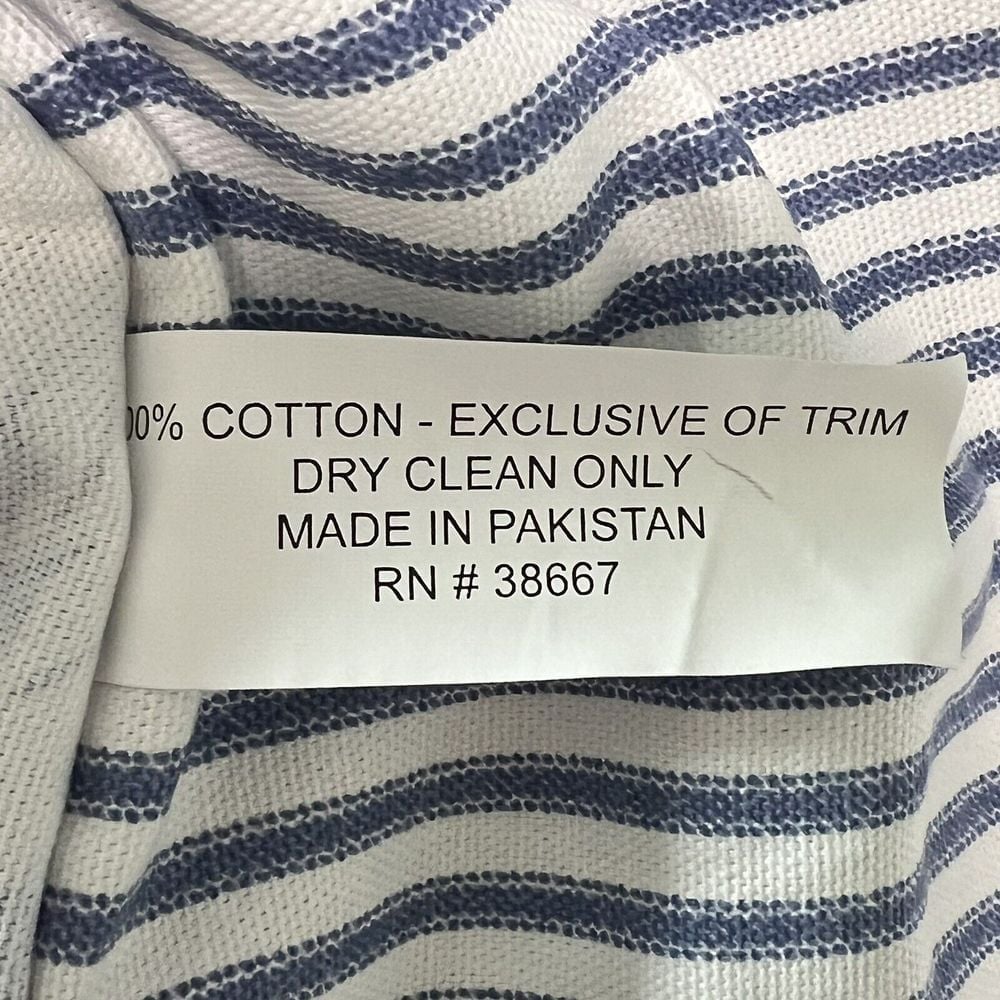 00% COTTON - EXCLUSIVE OF TRIM
DRY CLEAN ONLY
MADE IN PAKISTAN
RN # 38667